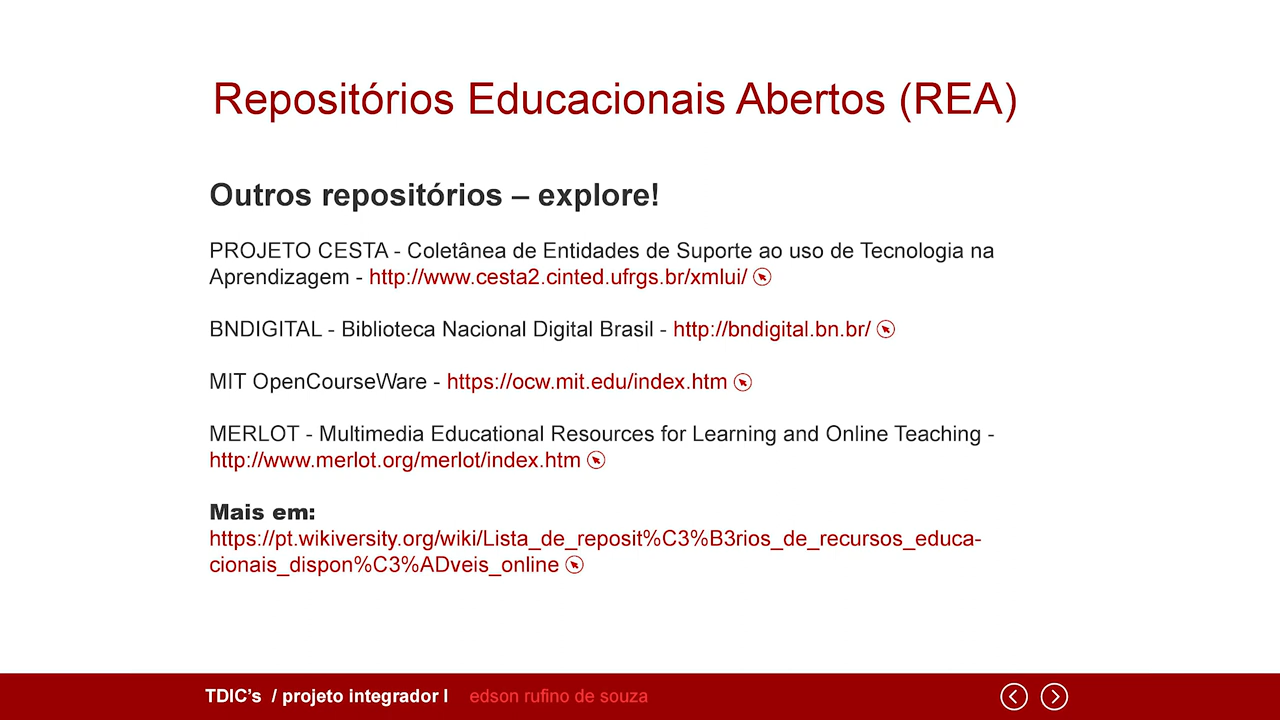 Repositórios Educacionais Abertos (REA)
Outros repositórios – explore!
PROJETO CESTA - Coletânea de Entidades de Suporte ao uso de Tecnologia na
Aprendizagem - http://www.cesta2.cinted.ufrgs.br/xmlui/
BNDIGITAL - Biblioteca Nacional Digital Brasil - http://bndigital.bn.br/
MIT OpenCourseWare - https://ocw.mit.edu/index.htm
MERLOT - Multimedia Educational Resources for Learning and Online Teaching -
http://www.merlot.org/merlot/index.htm
Mais em:
https://pt.wikiversity.org/wiki/Lista_de_reposit%C3%B3rios_de_recursos_educa-
cionais_dispon%C3%ADveis_online
TDIC’s / projeto integrador I edson rufino de souza